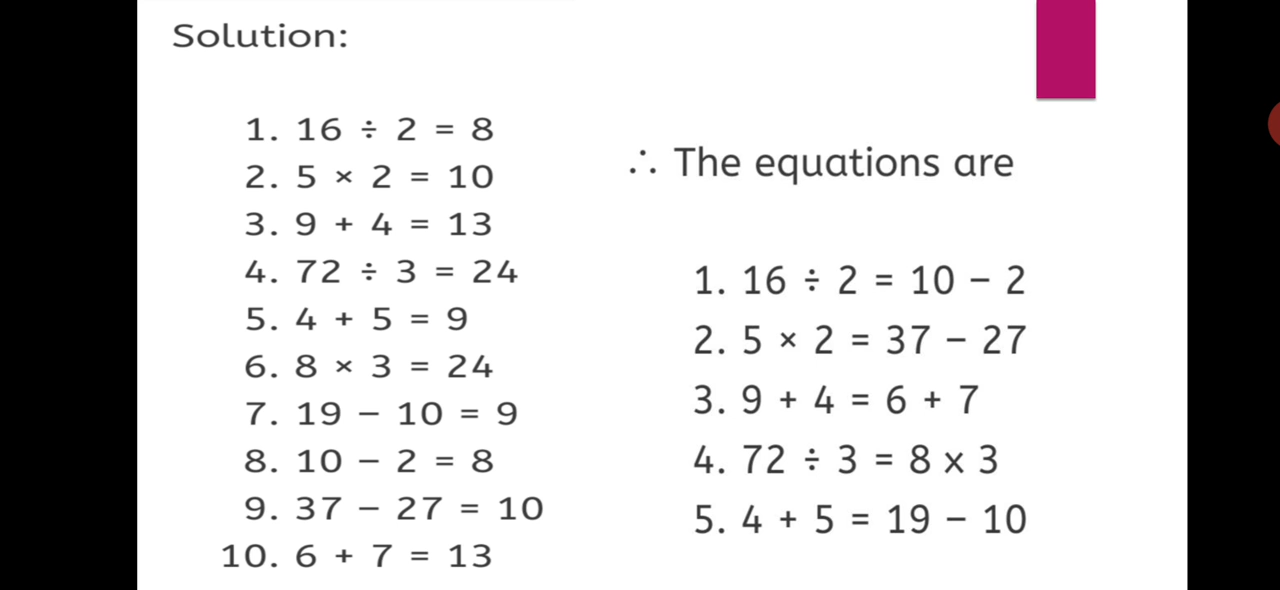 Solution:
1. 16 ÷ 2 = 8
2. 5 × 2 = 10
3. 9 + 4 = 13
4. 72 ÷ 3 = 24
5. 4 + 5 = 9
6. 8 × 3 = 24
7. 19 − 10 = 9
8. 10 − 2 = 8
9. 37 − 27 = 10
10. 6 + 7 = 13
∴ The equations are
1. 16 ÷ 2 = 10 − 2
2. 5 × 2 = 37 − 27
3. 9 + 4 = 6 + 7
4. 72 ÷ 3 = 8 x 3
5. 4 + 5 = 19 − 10